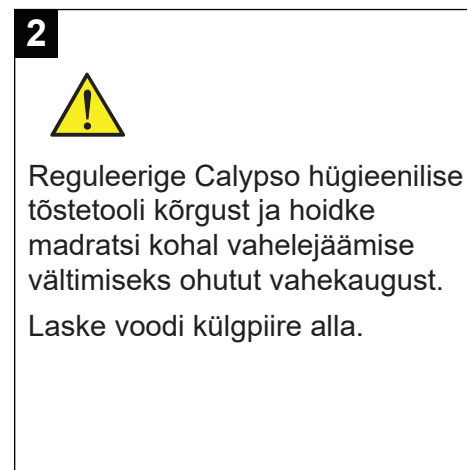 2
Reguleerige Calypso hügieenilise
tõstetooli kõrgust ja hoidke
madratsi kohal vahelejäämise
vältimiseks ohutut vahekaugust.
Laske voodi külgpiire alla.